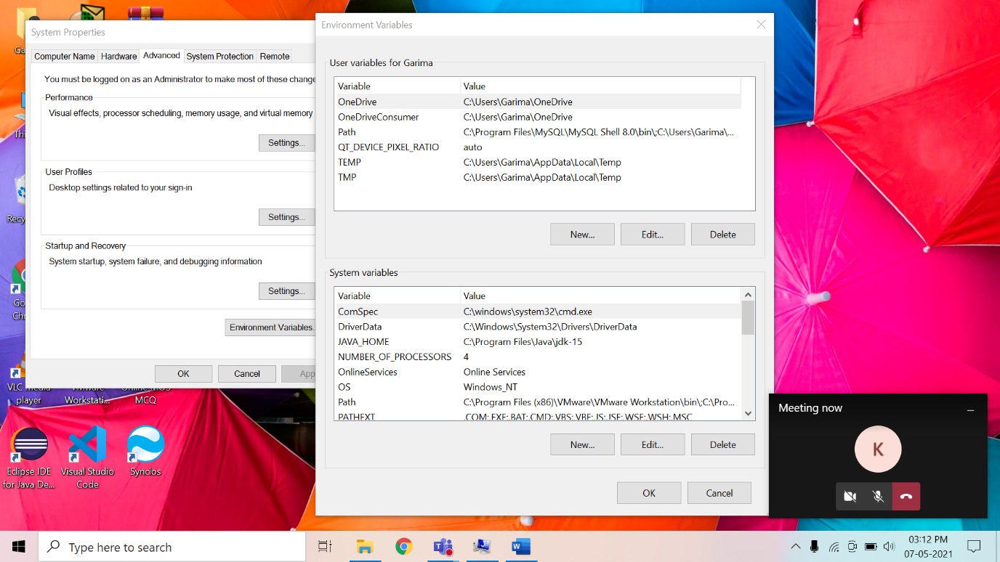 System Properties
Computer Name Hardware Advanced System Protection Remote
You must be logged on as an Administrator to make most of these change
Performance
Visual effects, processor scheduling, memory usage, and virtual memory
Settings...
User Profiles
Desktop settings related to your sign-in
Settings...
Startup and Recovery
System startup, system failure, and debugging information
Settings...
Environment Variables.
OK Cancel App
Environment Variables
User variables for Garima
Variable Value
OneDrive C:\Users\Garima\OneDrive
OneDriveConsumer C:\Users\Garima\OneDrive
Path C:\Program Files\MySQL\MySQL Shell 8.0\bin\;C:\Users\Garima\...
QT_DEVICE_PIXEL_RATIO auto
TEMP C:\Users\Garima\AppData\Local\Temp
TMP C:\Users\Garima\AppData\Local\Temp
New... Edit... Delete
System variables
Variable Value
ComSpec C:\windows\system32\cmd.exe
DriverData C:\Windows\System32\Drivers\DriverData
JAVA_HOME C:\Program Files\Java\jdk-15
NUMBER_OF_PROCESSORS 4
OnlineServices Online Services
OS Windows_NT
Path C:\Program Files (x86)\VMware\VMware Workstation\bin\;C:\Pro...
PATHEXT .COM;.EXE;.BAT;.CMD;.VBS;.VBE;.JS;.JSE;.WSF;.WSH;.MSC
New... Edit... Delete
OK Cancel
Ga
Thi
Recyc
Go
Chr
VLC media
player
VMware
Workstati...
Online MOS
MCQ
Eclipse IDE
for Java De...
Visual Studio
Code
Syncios
Meeting now
K
Type here to search
03:12 PM
07-05-2021